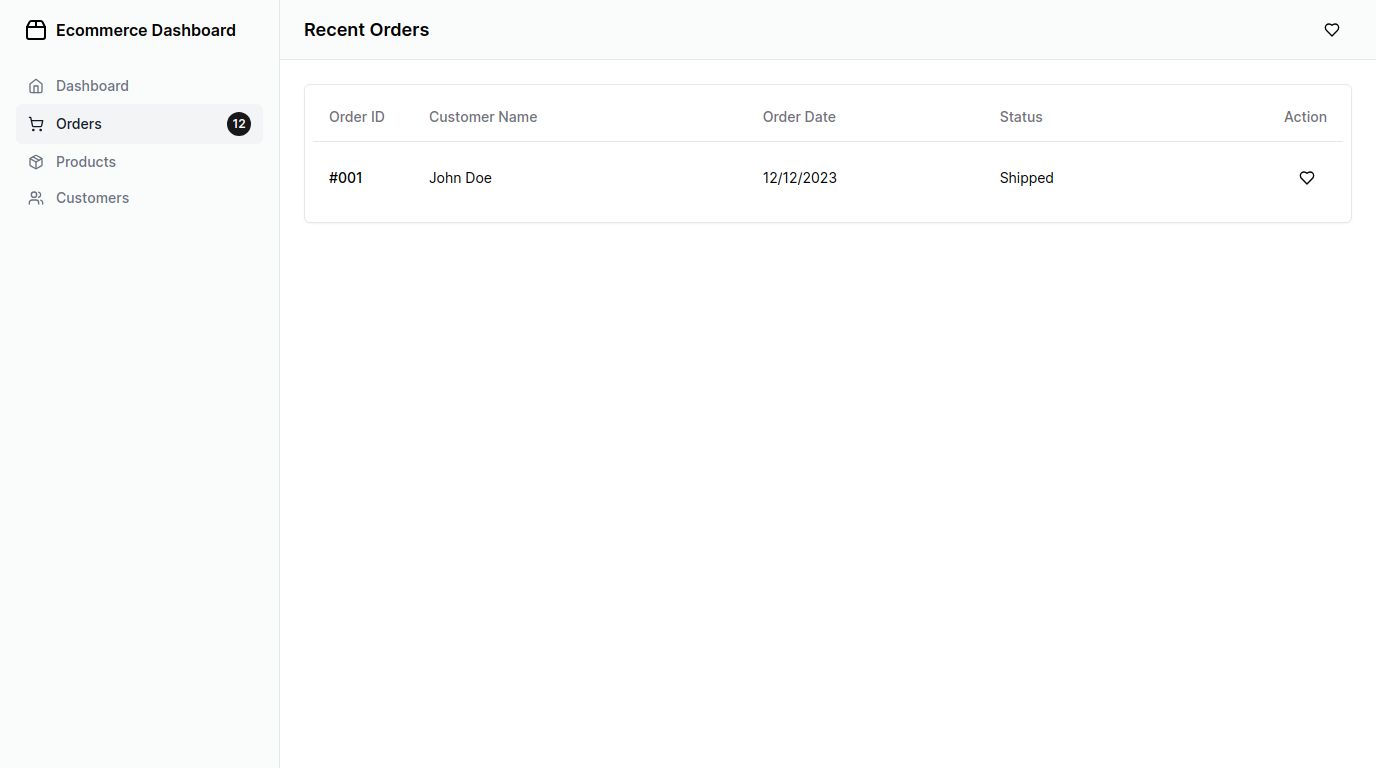 Ecommerce Dashboard
Dashboard
Orders 12
Products
Customers
Recent Orders
Order ID Customer Name Order Date Status Action
#001 John Doe 12/12/2023 Shipped